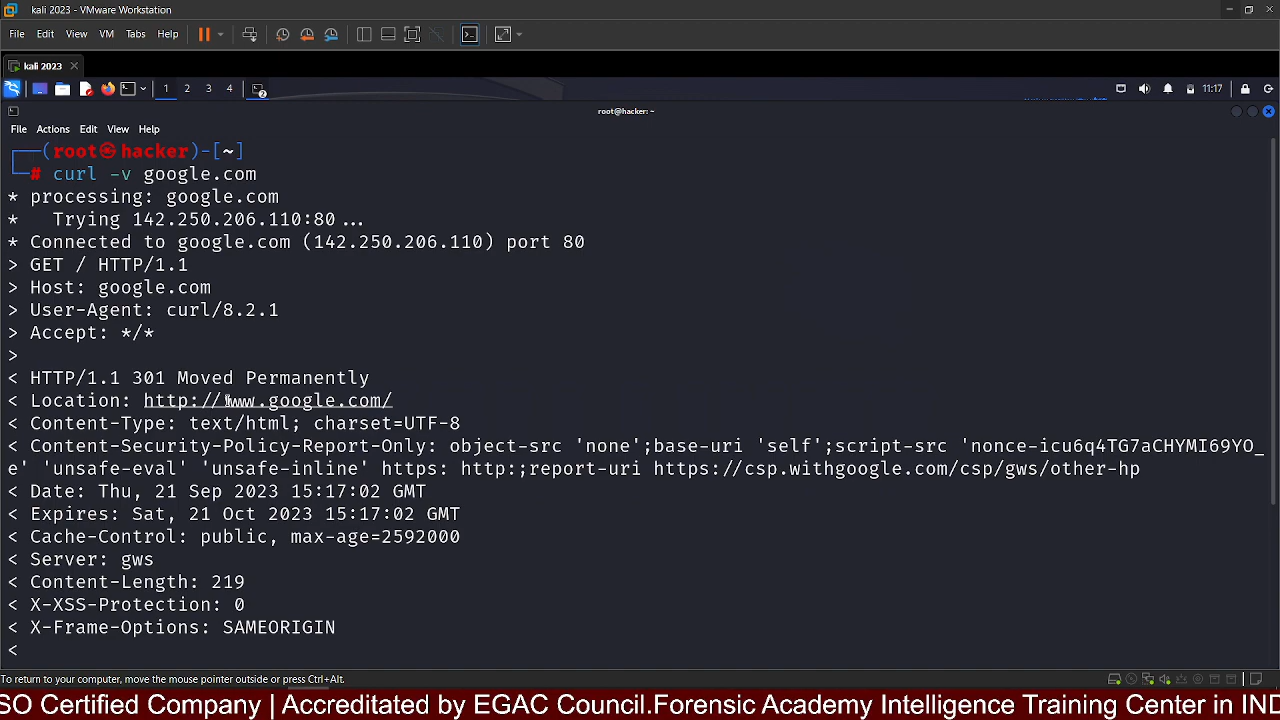 kali 2023 - VMware Workstation
File Edit View VM Tabs Help
kali 2023
1 2 3 4 2 11:17
root@hacker: ~
File Actions Edit View Help
┌──(root㉿hacker)-[~]
└─# curl -v google.com
* processing: google.com
*   Trying 142.250.206.110:80...
* Connected to google.com (142.250.206.110) port 80
> GET / HTTP/1.1
> Host: google.com
> User-Agent: curl/8.2.1
> Accept: */*
>
< HTTP/1.1 301 Moved Permanently
< Location: http://www.google.com/
< Content-Type: text/html; charset=UTF-8
< Content-Security-Policy-Report-Only: object-src 'none';base-uri 'self';script-src 'nonce-icu6q4TG7aCHYMI69YO_
e' 'unsafe-eval' 'unsafe-inline' https: http:;report-uri https://csp.withgoogle.com/csp/gws/other-hp
< Date: Thu, 21 Sep 2023 15:17:02 GMT
< Expires: Sat, 21 Oct 2023 15:17:02 GMT
< Cache-Control: public, max-age=2592000
< Server: gws
< Content-Length: 219
< X-XSS-Protection: 0
< X-Frame-Options: SAMEORIGIN
<
To return to your computer, move the mouse pointer outside or press Ctrl+Alt.
SO Certified Company | Accredited by EGAC Council.Forensic Academy Intelligence Training Center in IND